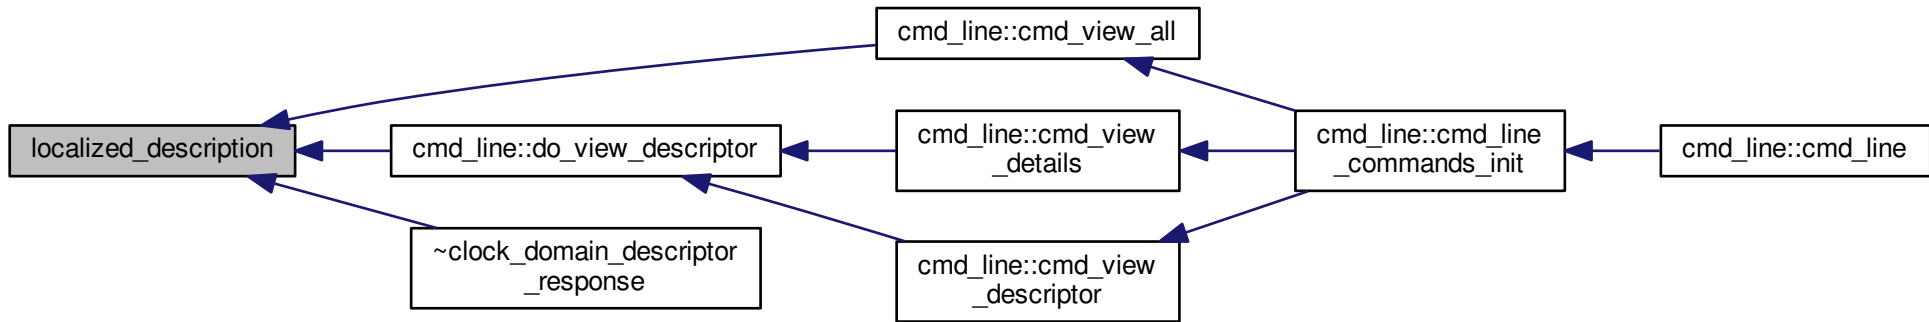 cmd_line::cmd_view_all
localized_description
cmd_line::do_view_descriptor
cmd_line::cmd_view
_details
cmd_line::cmd_line
_commands_init
cmd_line::cmd_line
~clock_domain_descriptor
_response
cmd_line::cmd_view
_descriptor